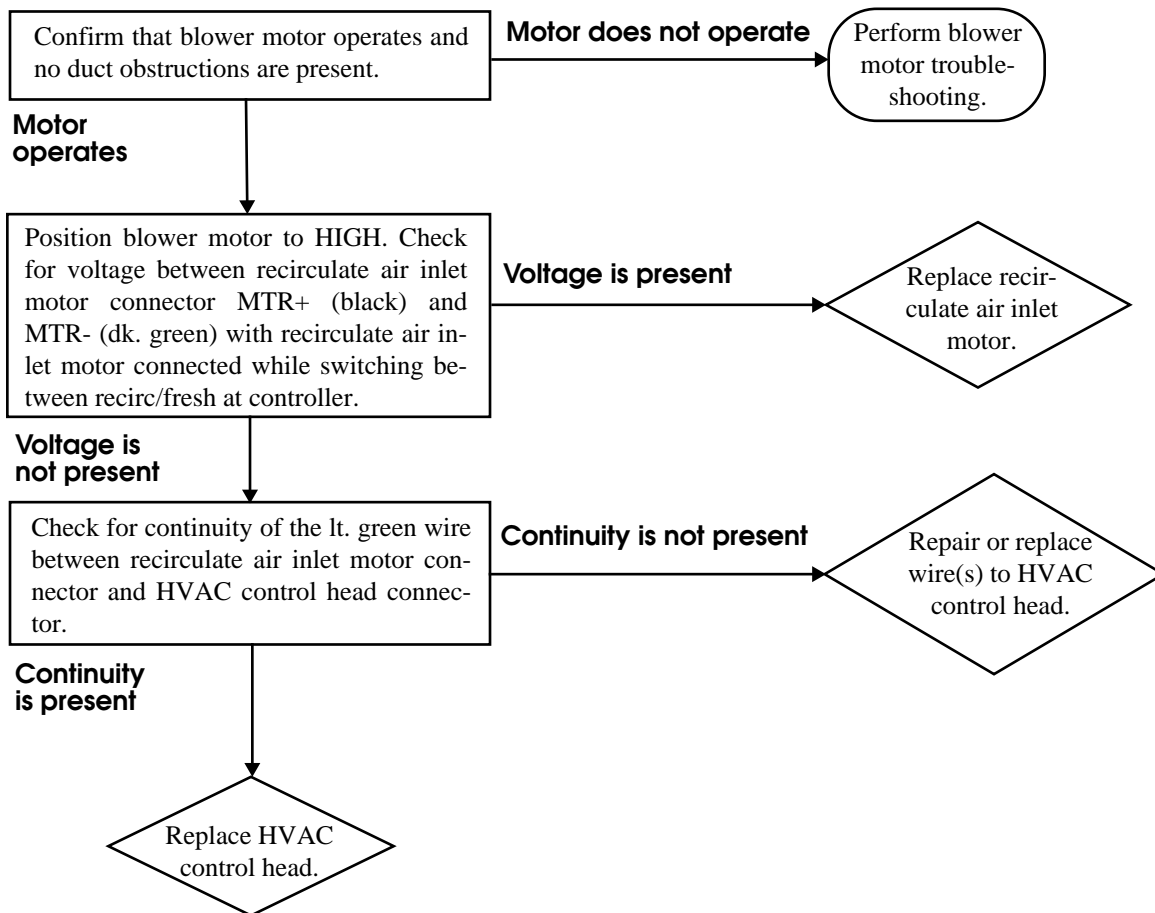 Confirm that blower motor operates and
no duct obstructions are present.
Motor does not operate
Perform blower
motor trouble-
shooting.
Motor
operates
Position blower motor to HIGH. Check
for voltage between recirculate air inlet
motor connector MTR+ (black) and
MTR- (dk. green) with recirculate air in-
let motor connected while switching be-
tween recirc/fresh at controller.
Voltage is present
Replace recir-
culate air inlet
motor.
Voltage is
not present
Check for continuity of the lt. green wire
between recirculate air inlet motor con-
nector and HVAC control head connec-
tor.
Continuity is not present
Repair or replace
wire(s) to HVAC
control head.
Continuity
is present
Replace HVAC
control head.